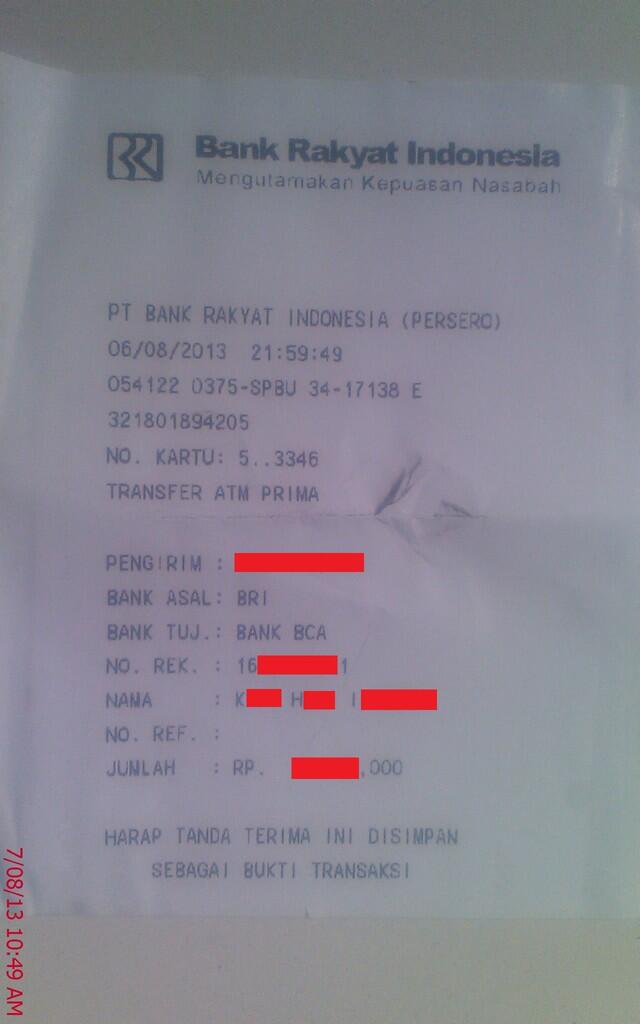 BRI
Bank Rakyat Indonesia
Mengutamakan Kepuasan Nasabah
PT BANK RAKYAT INDONESIA (PERSERO)
06/08/2013 21:59:49
054122 0375-SPBU 34-17138 E
321801894205
NO. KARTU: 5..3346
TRANSFER ATM PRIMA
PENGIRIM :
BANK ASAL: BRI
BANK TUJ.: BANK BCA
NO. REK. : 16 1
NAMA : K H I
NO. REF. :
JUMLAH : RP. .000
HARAP TANDA TERIMA INI DISIMPAN
SEBAGAI BUKTI TRANSAKSI
7/08/13 10:49 AM